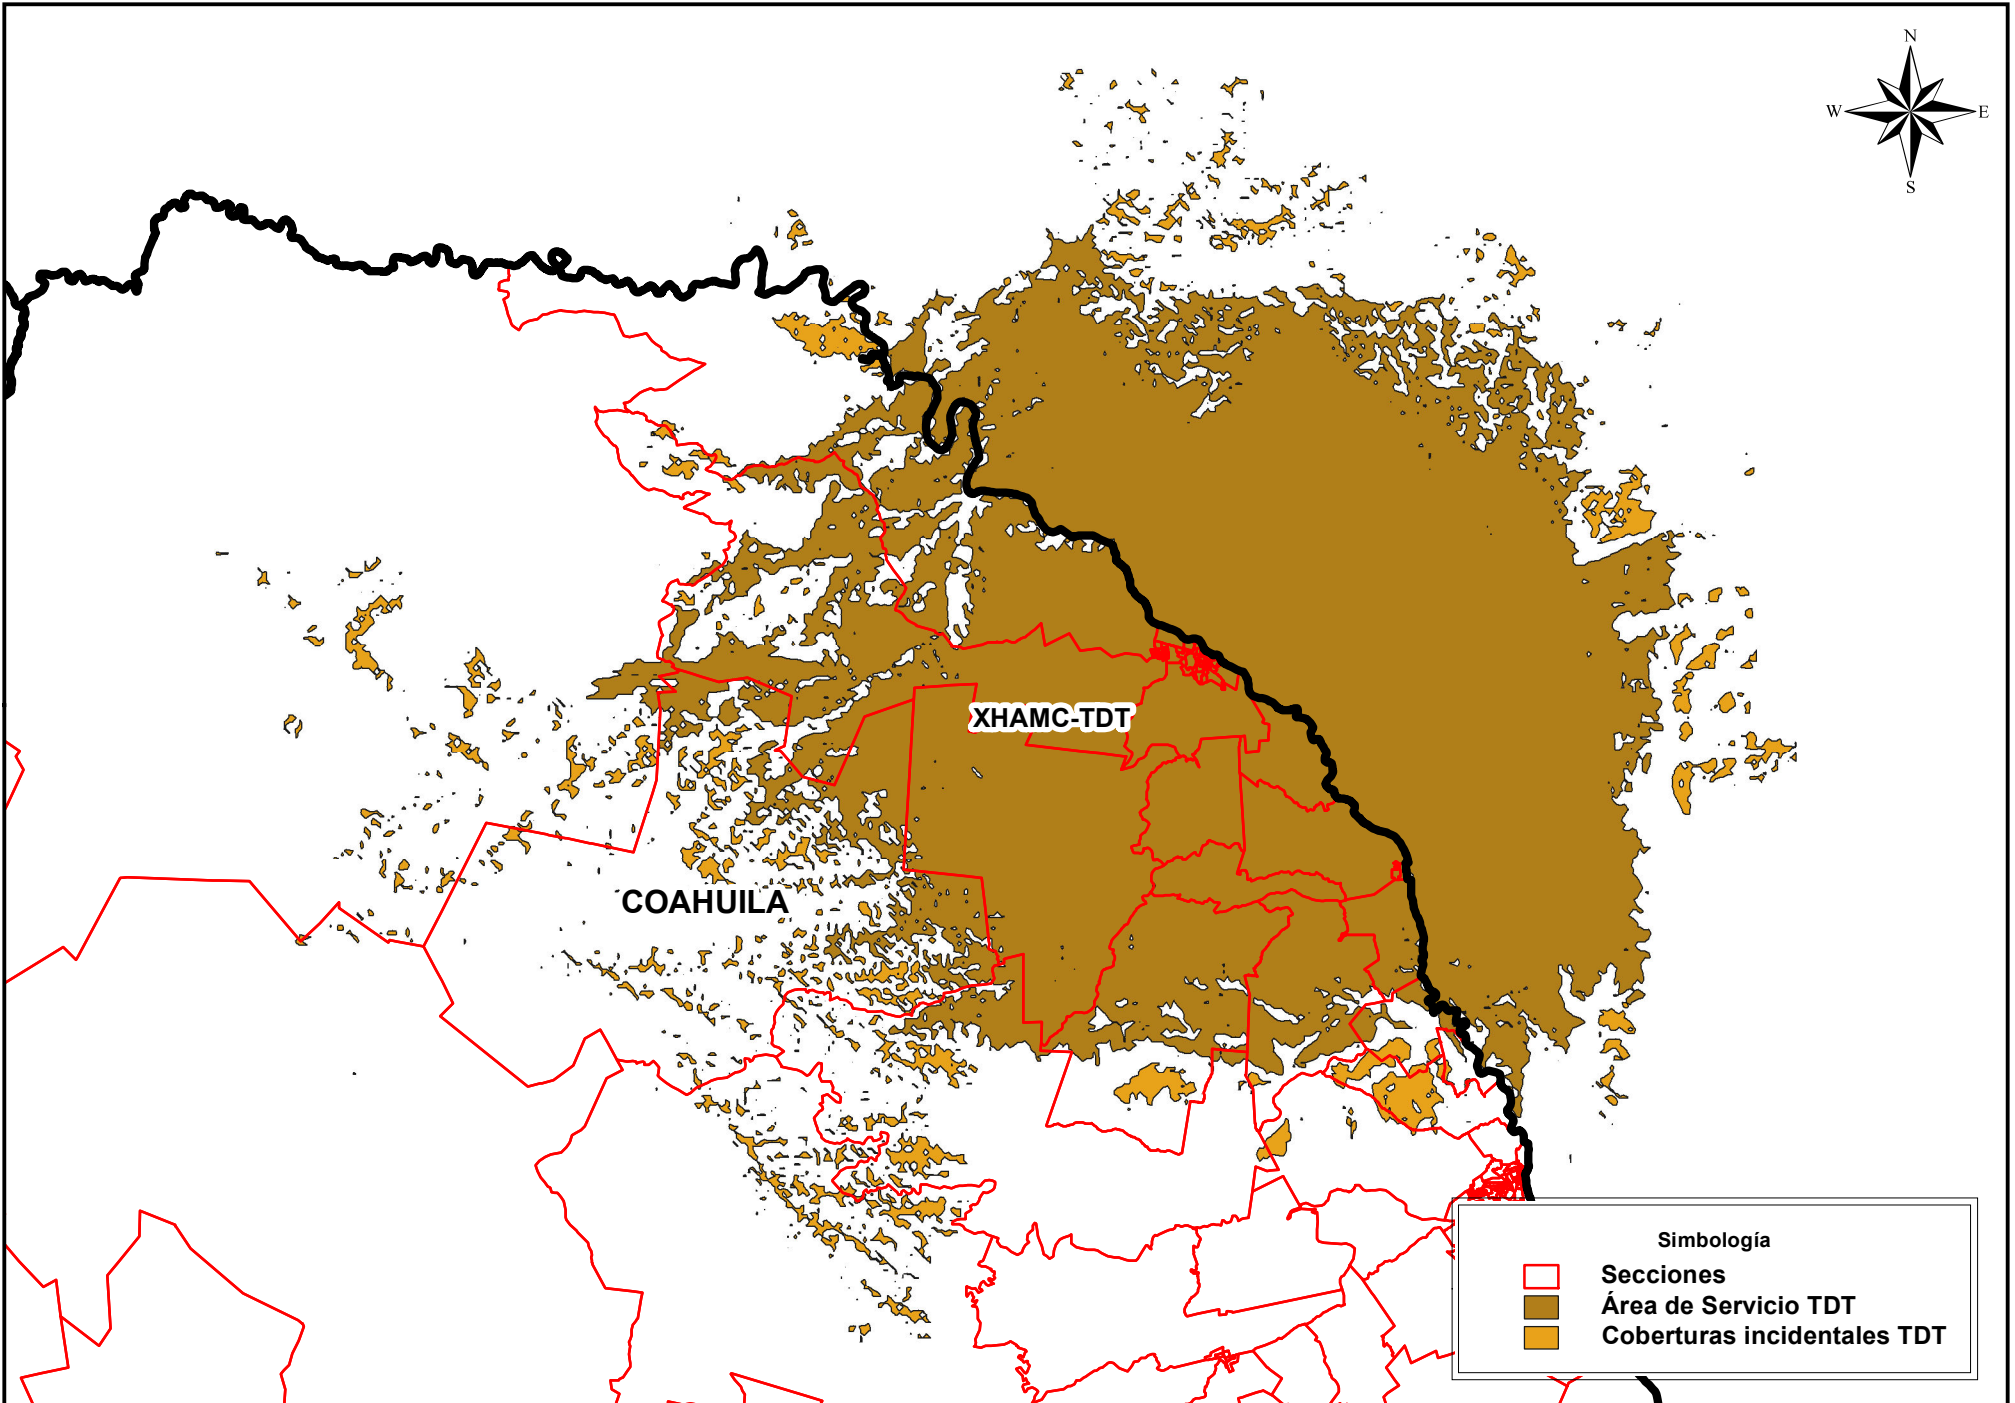 N
W E
S
XHAMC-TDT
COAHUILA
Simbología
Secciones
Área de Servicio TDT
Coberturas incidentales TDT